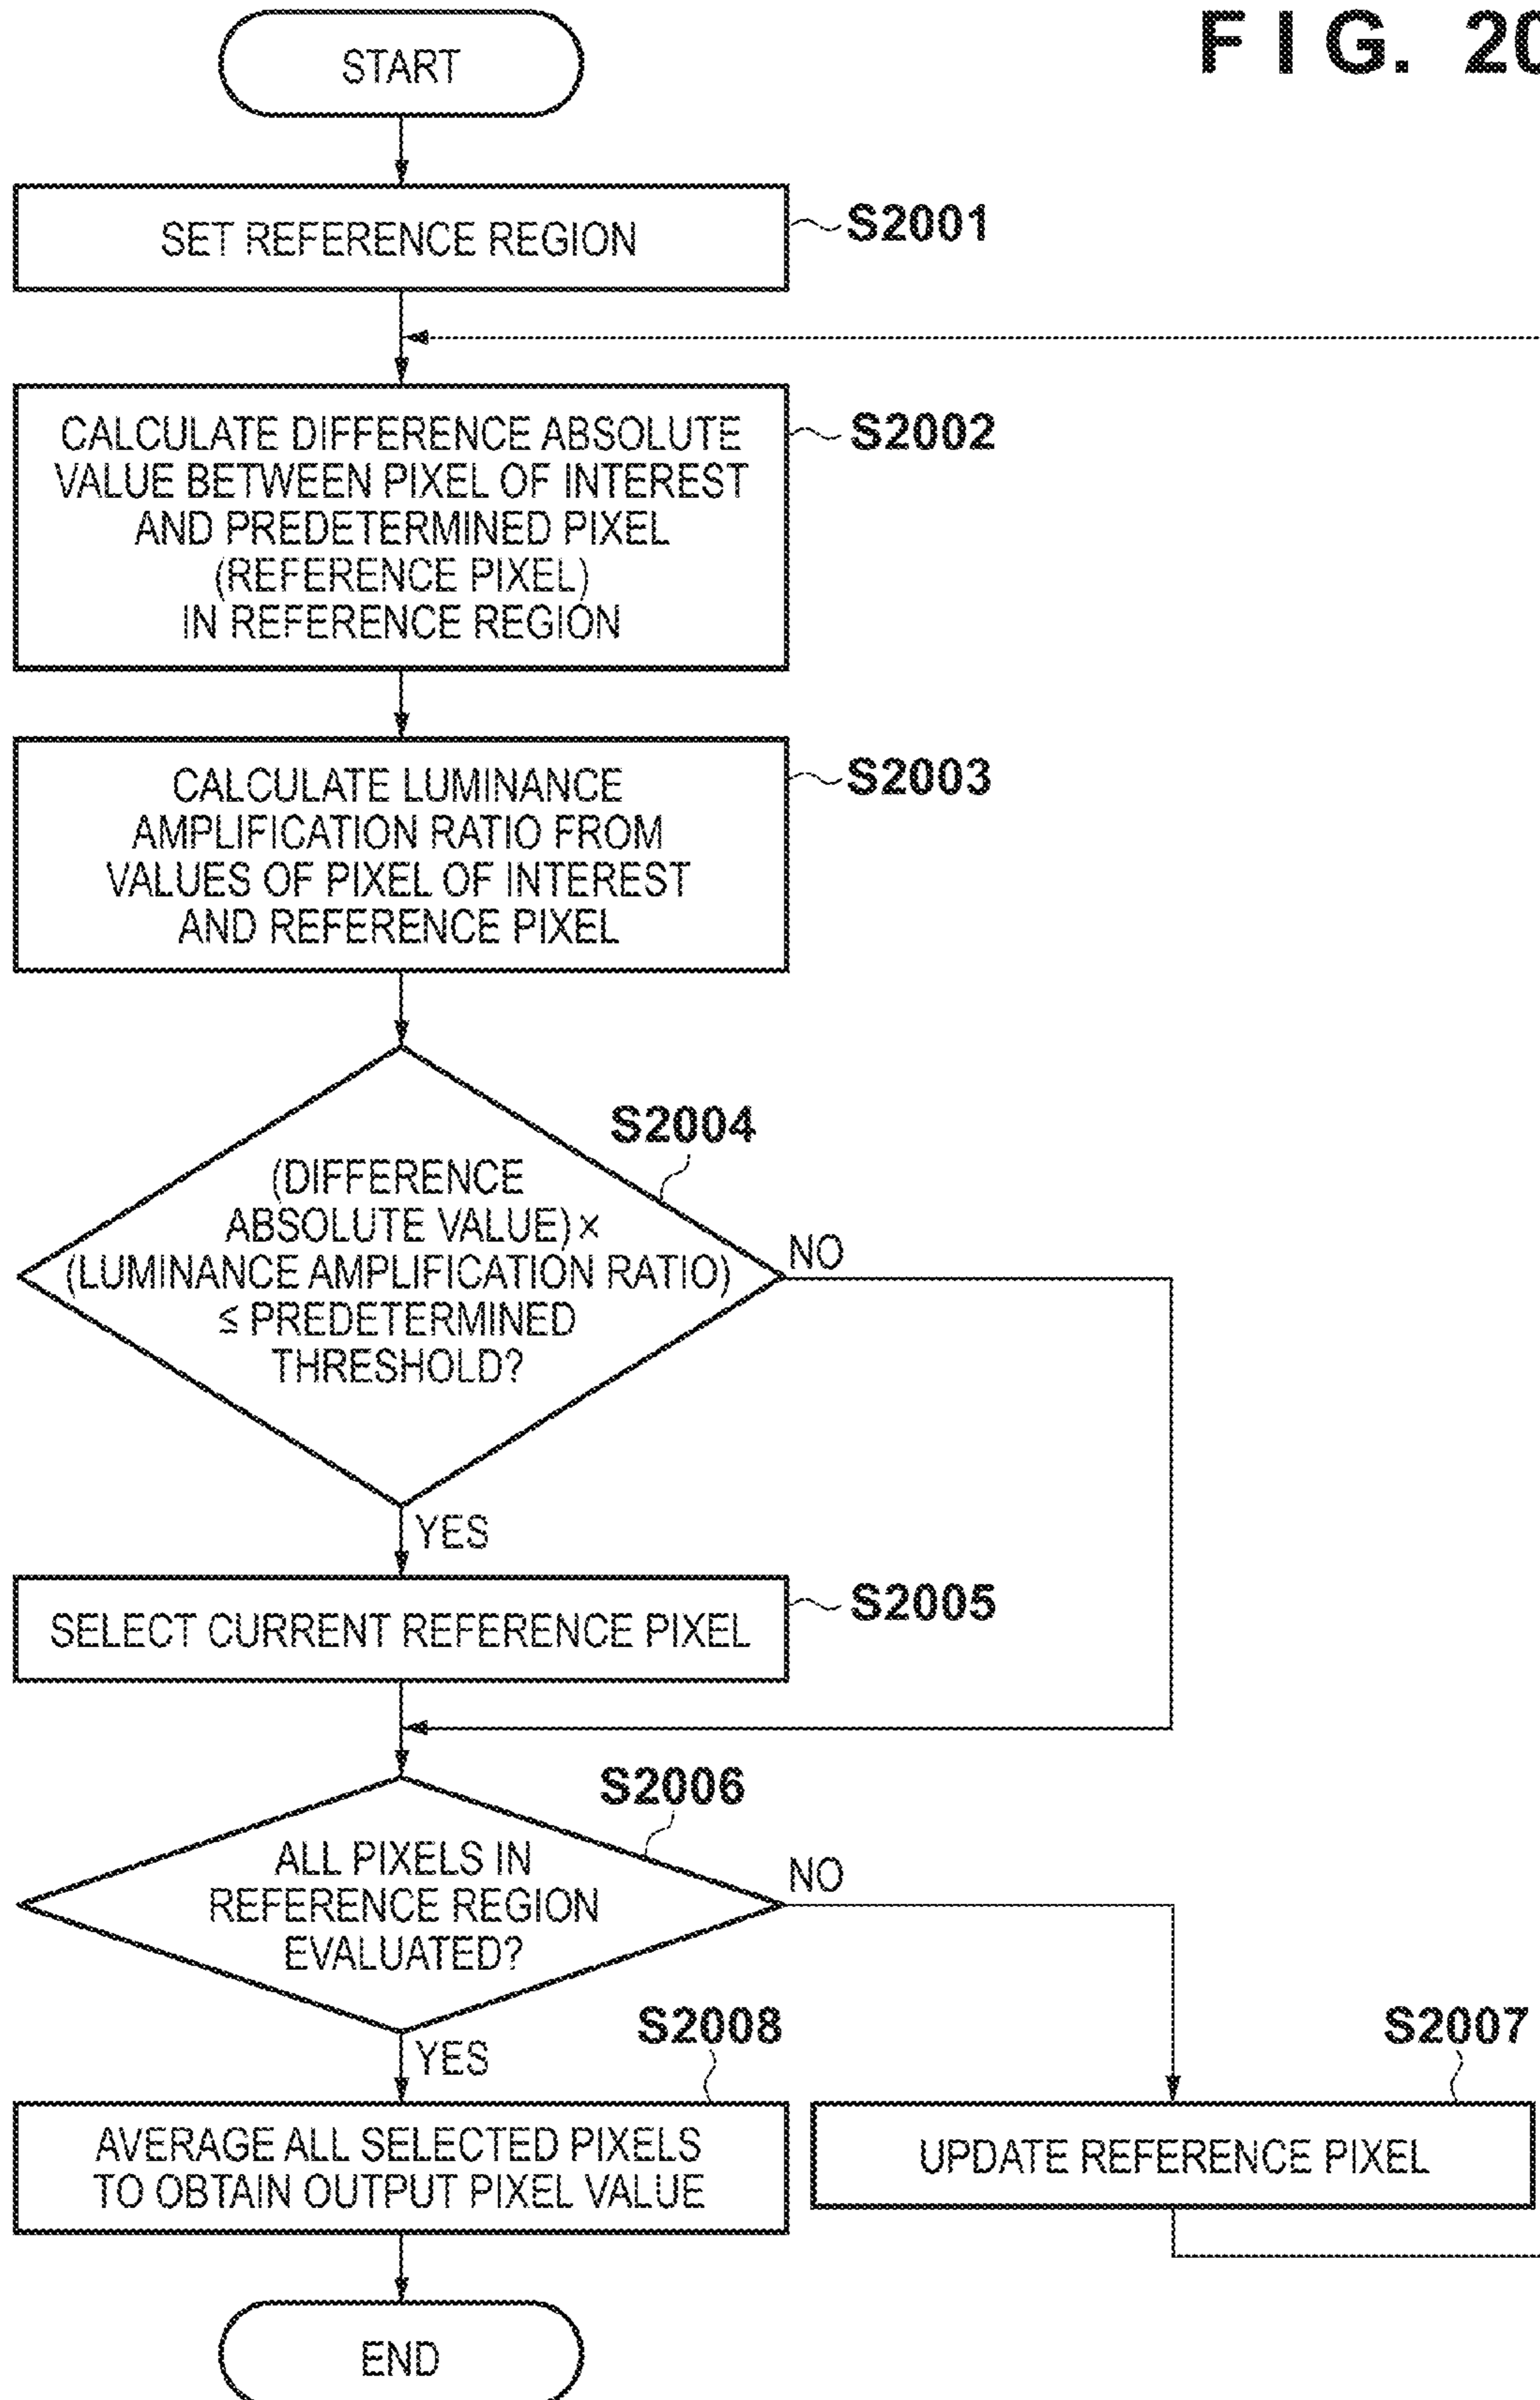 FIG. 20
START
SET REFERENCE REGION
S2001
CALCULATE DIFFERENCE ABSOLUTE
VALUE BETWEEN PIXEL OF INTEREST
AND PREDETERMINED PIXEL
(REFERENCE PIXEL)
IN REFERENCE REGION
S2002
CALCULATE LUMINANCE
AMPLIFICATION RATIO FROM
VALUES OF PIXEL OF INTEREST
AND REFERENCE PIXEL
S2003
S2004
(DIFFERENCE
ABSOLUTE VALUE) ×
(LUMINANCE AMPLIFICATION RATIO)
≤ PREDETERMINED
THRESHOLD?
NO
YES
SELECT CURRENT REFERENCE PIXEL
S2005
S2006
ALL PIXELS IN
REFERENCE REGION
EVALUATED?
NO
YES
S2008
AVERAGE ALL SELECTED PIXELS
TO OBTAIN OUTPUT PIXEL VALUE
S2007
UPDATE REFERENCE PIXEL
END